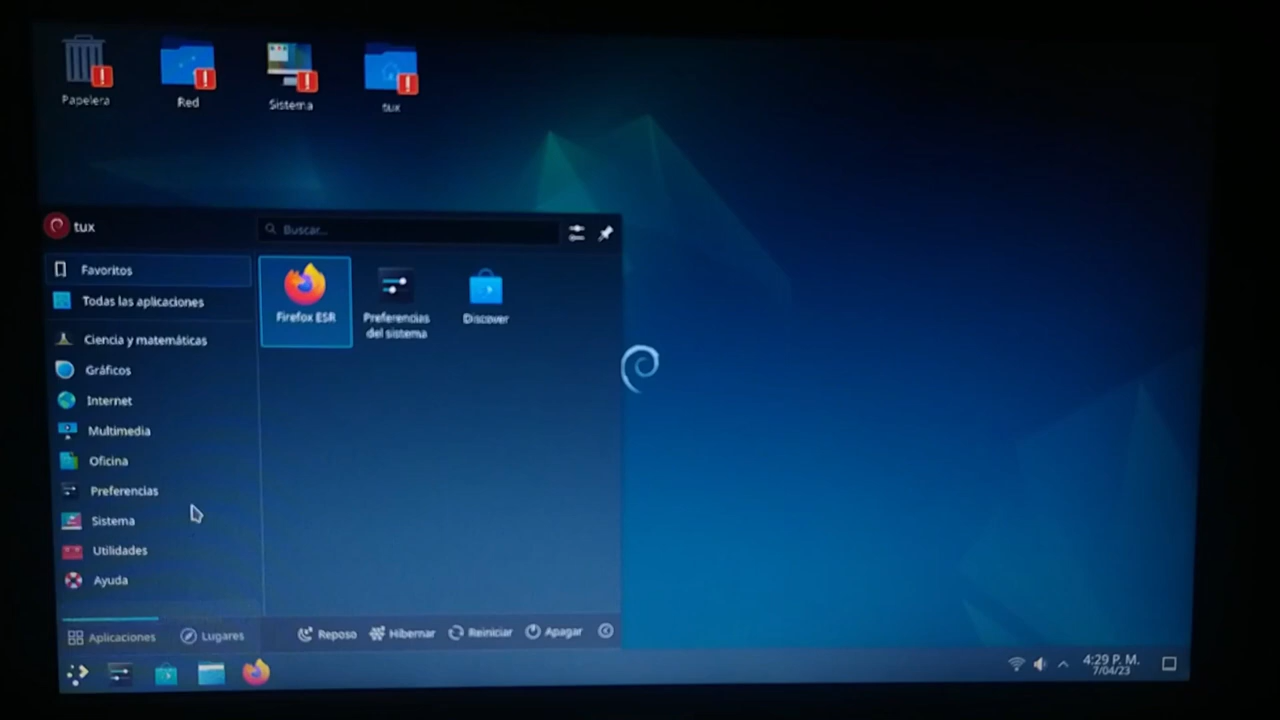 Papelera
Red
Sistema
tux
tux
Buscar...
Favoritos
Todas las aplicaciones
Ciencia y matemáticas
Gráficos
Internet
Multimedia
Oficina
Preferencias
Sistema
Utilidades
Ayuda
Firefox ESR
Preferencias
del sistema
Discover
Aplicaciones
Lugares
Reposo
Hibernar
Reiniciar
Apagar
4:29 P. M.
7/04/23